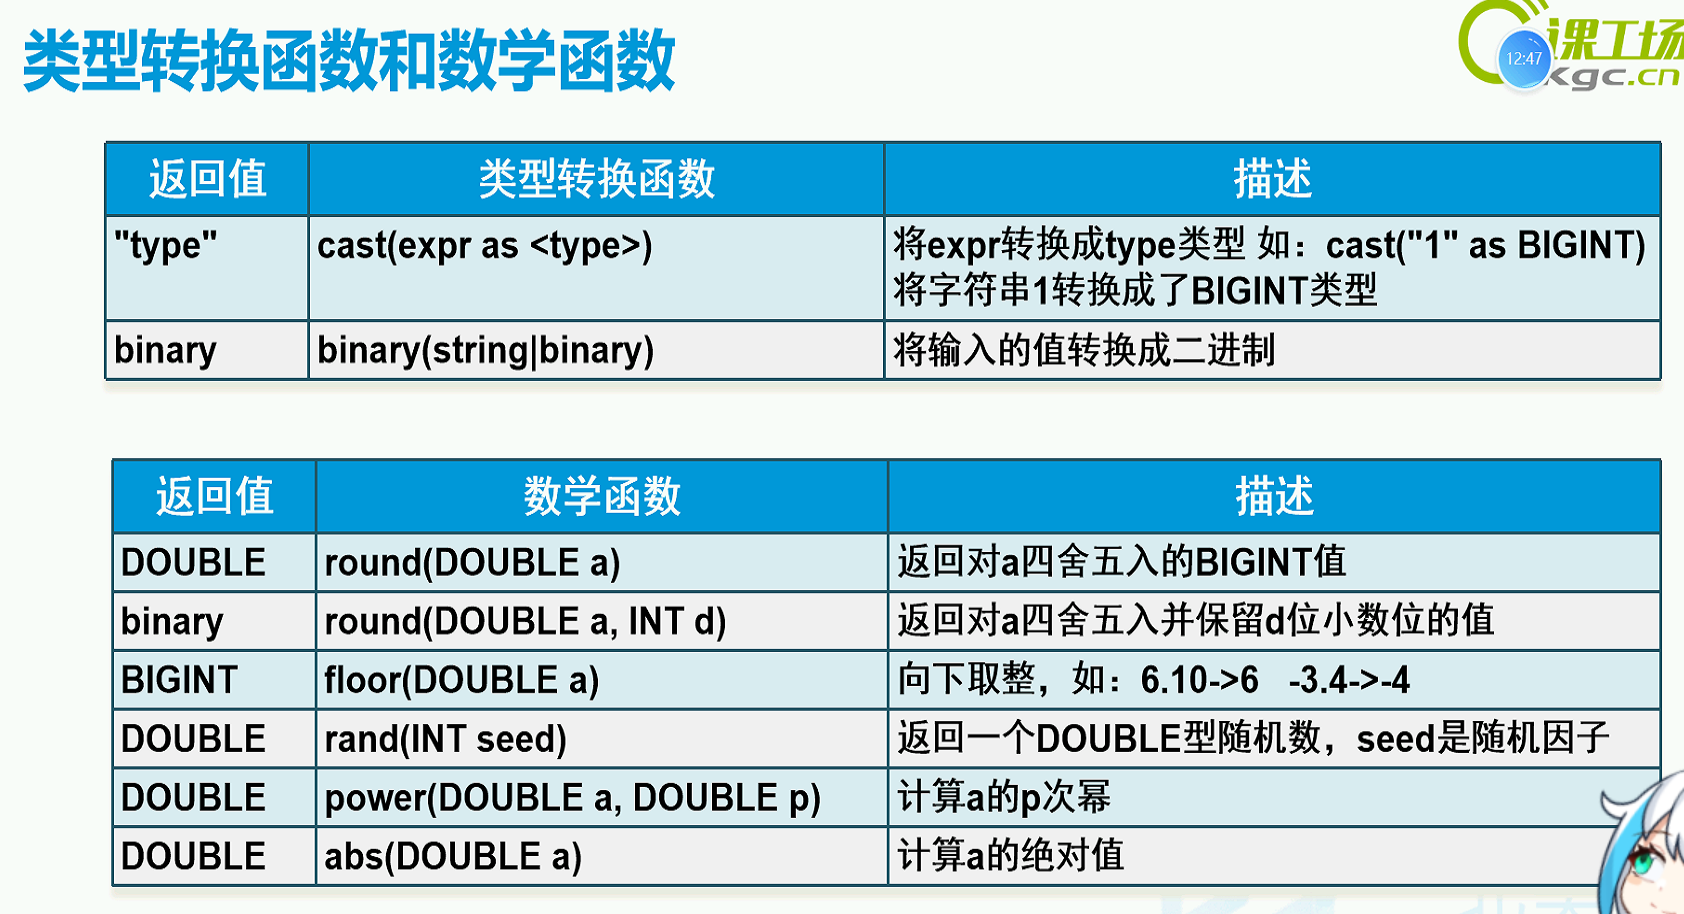 类型转换函数和数学函数
课工场
12:47
kgc.cn
返回值 类型转换函数 描述
"type" cast(expr as <type>) 将expr转换成type类型 如：cast("1" as BIGINT)
将字符串1转换成了BIGINT类型
binary binary(string|binary) 将输入的值转换成二进制
返回值 数学函数 描述
DOUBLE round(DOUBLE a) 返回对a四舍五入的BIGINT值
binary round(DOUBLE a, INT d) 返回对a四舍五入并保留d位小数位的值
BIGINT floor(DOUBLE a) 向下取整，如：6.10->6 -3.4->-4
DOUBLE rand(INT seed) 返回一个DOUBLE型随机数，seed是随机因子
DOUBLE power(DOUBLE a, DOUBLE p) 计算a的p次幂
DOUBLE abs(DOUBLE a) 计算a的绝对值